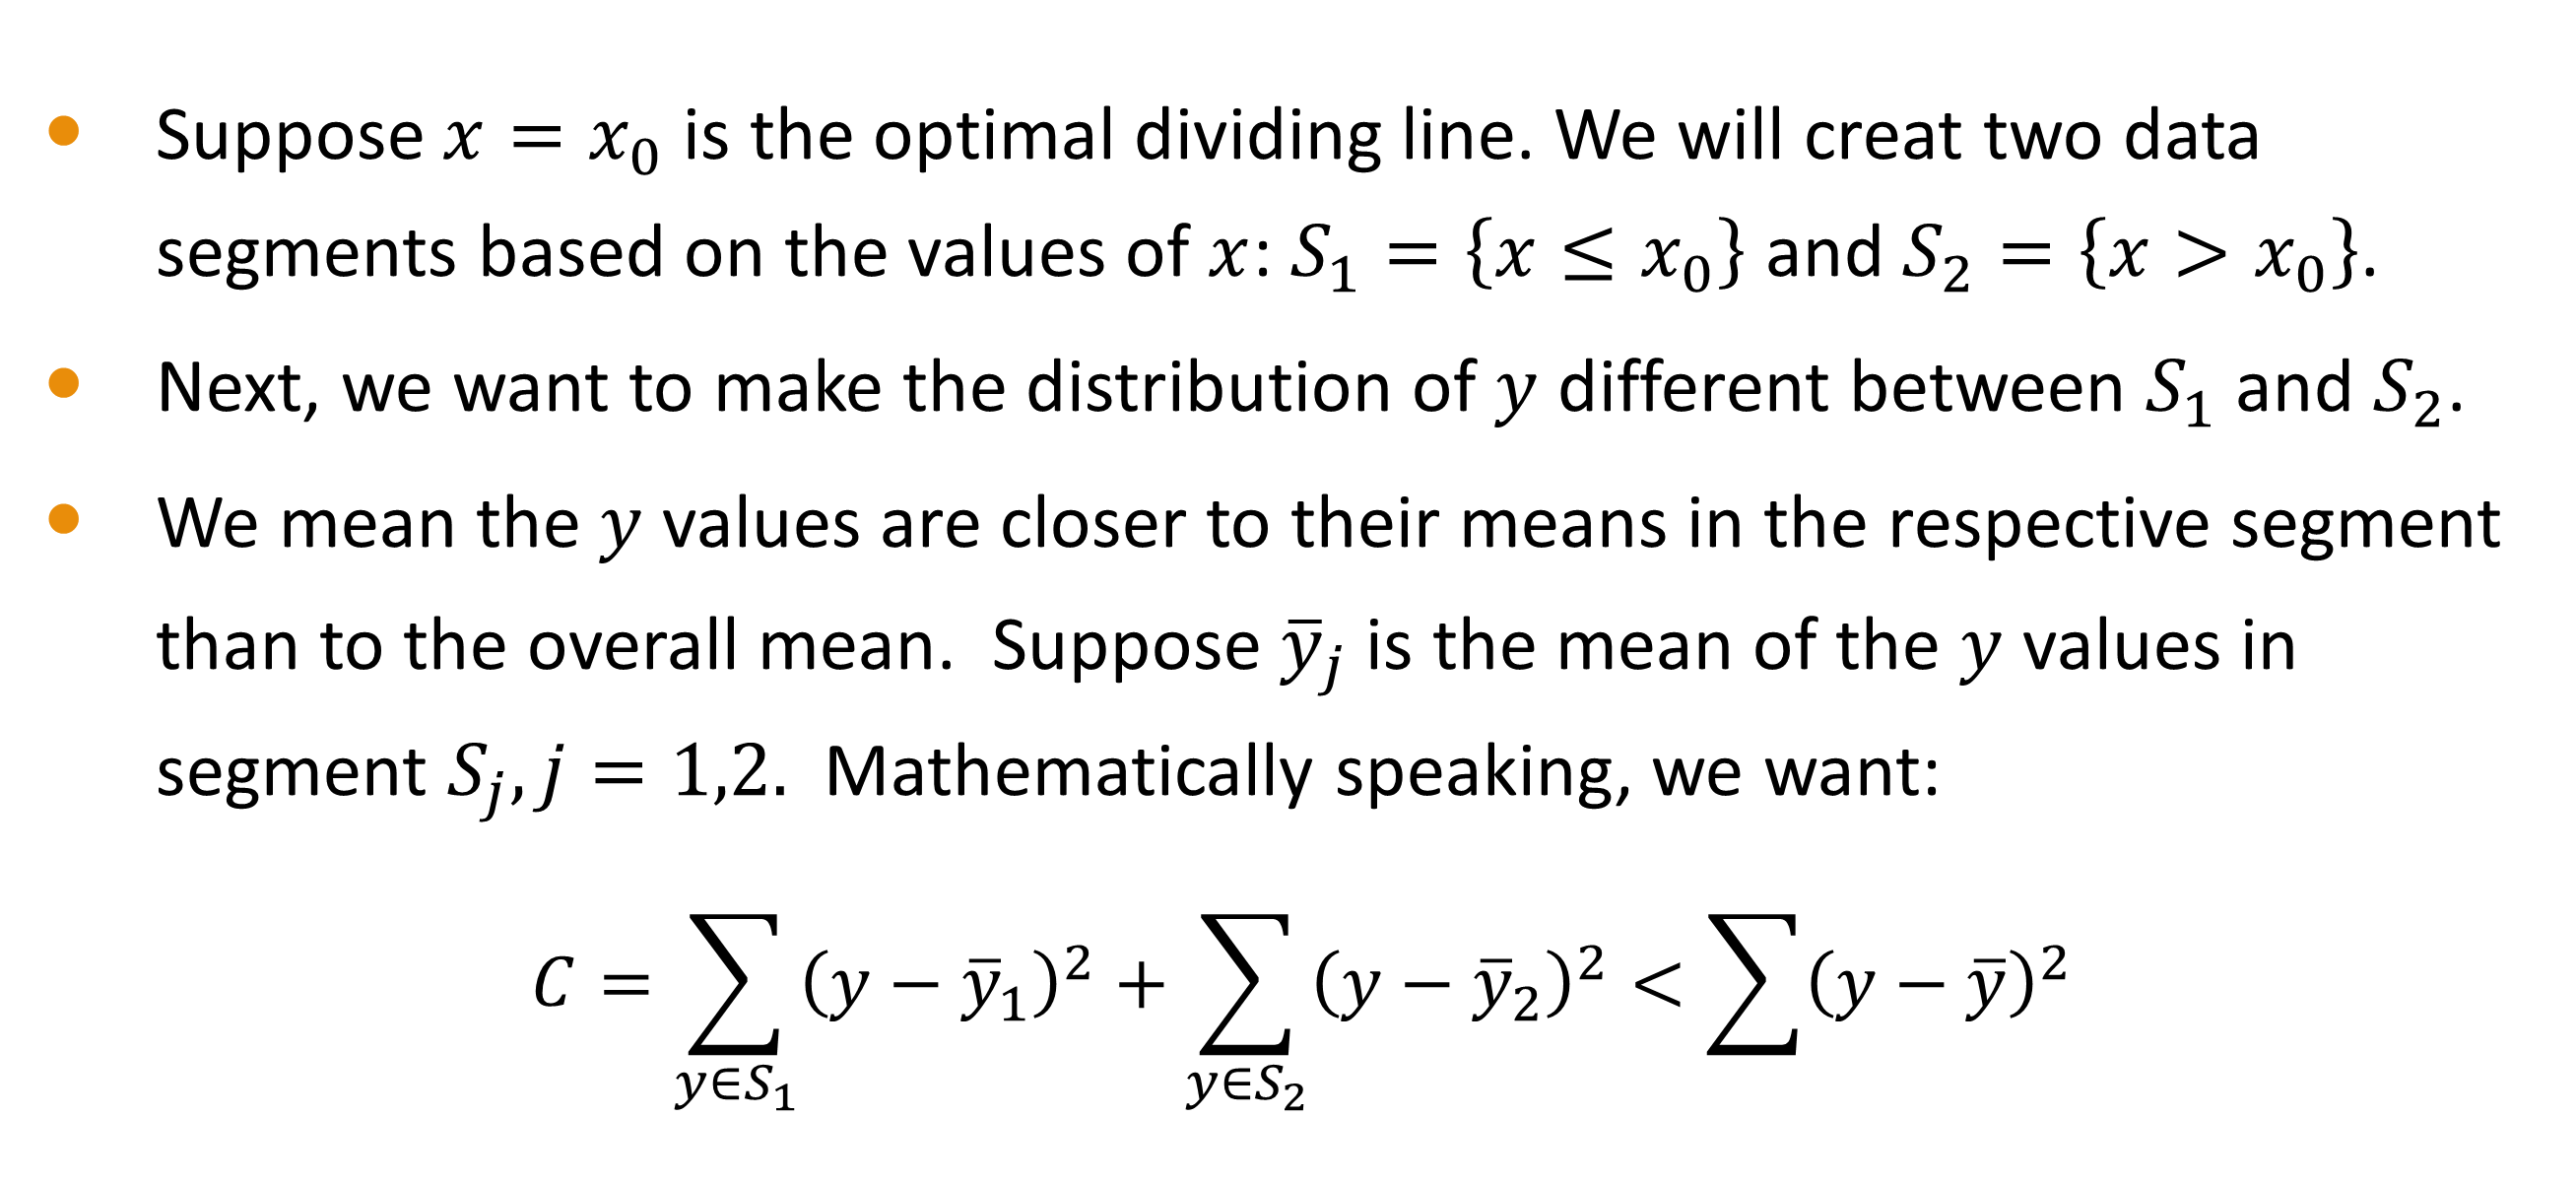 • Suppose x = x₀ is the optimal dividing line. We will creat two data
segments based on the values of x: S₁ = {x ≤ x₀} and S₂ = {x > x₀}.
• Next, we want to make the distribution of y different between S₁ and S₂.
• We mean the y values are closer to their means in the respective segment
than to the overall mean.  Suppose ȳⱼ is the mean of the y values in
segment Sⱼ, j = 1,2.  Mathematically speaking, we want:
C = ∑_{y∈S₁} (y − ȳ₁)² + ∑_{y∈S₂} (y − ȳ₂)² < ∑(y − ȳ)²